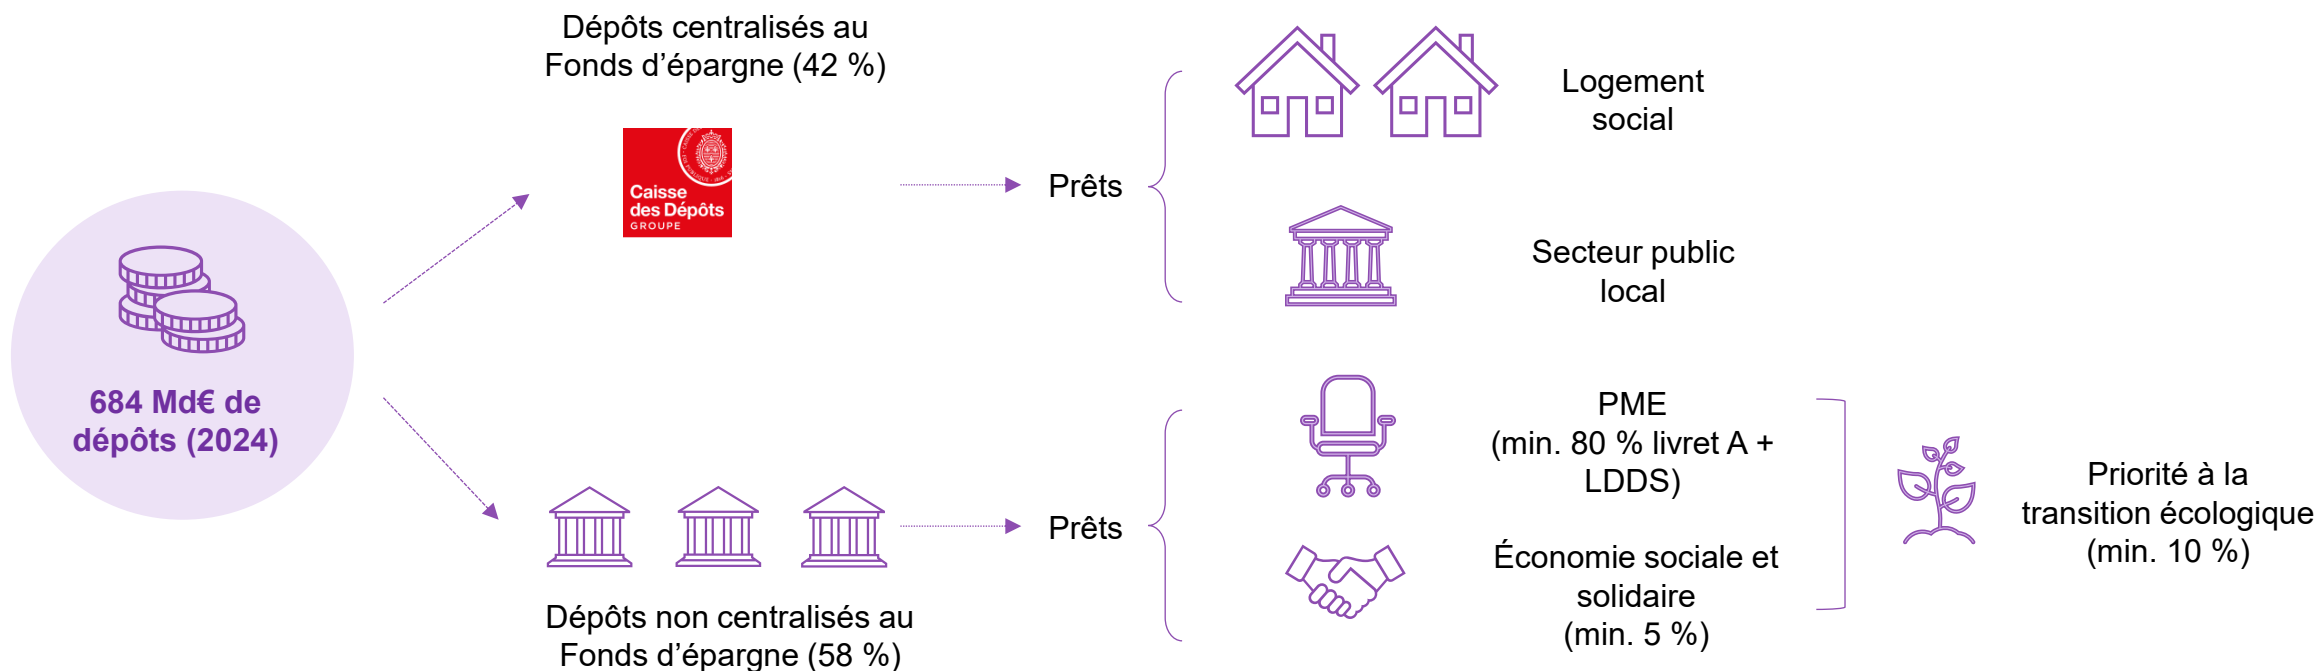 Dépôts centralisés au
Fonds d’épargne (42 %)
Caisse
des Dépôts
GROUPE
684 Md€ de
dépôts (2024)
Prêts
Logement
social
Secteur public
local
Dépôts non centralisés au
Fonds d’épargne (58 %)
Prêts
PME
(min. 80 % livret A +
LDDS)
Économie sociale et
solidaire
(min. 5 %)
Priorité à la
transition écologique
(min. 10 %)